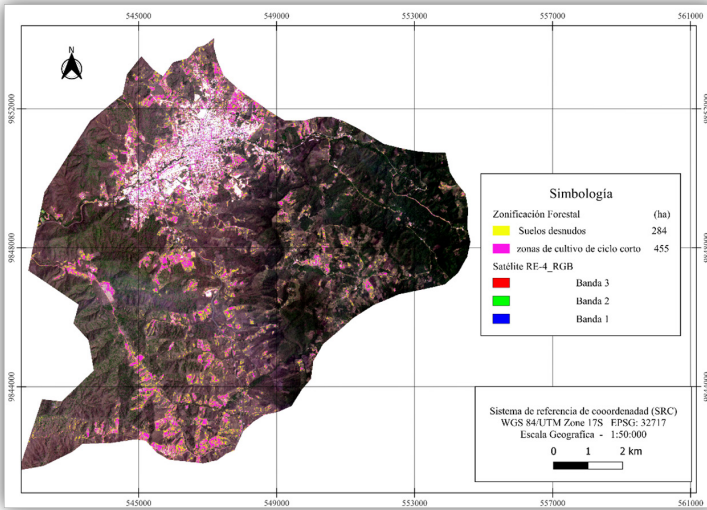 545000 549000 553000 557000 561000
N
9852000 9852000
Simbología
Zonificación Forestal (ha)
Suelos desnudos 284
zonas de cultivo de ciclo corto 455
Satélite RE-4_RGB
Banda 3
Banda 2
Banda 1
9848000 9848000
9844000 9844000
Sistema de referencia de cooordenadad (SRC)
WGS 84/UTM Zone 17S EPSG: 32717
Escala Geografica - 1:50:000
0 1 2 km
545000 549000 553000 557000 561000